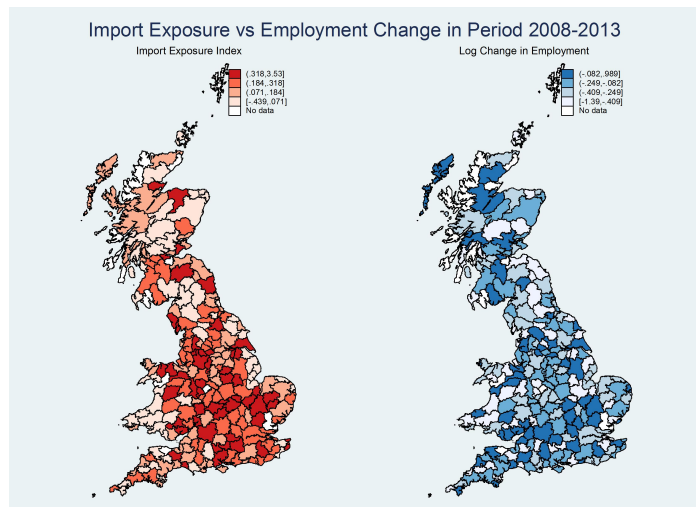 Import Exposure vs Employment Change in Period 2008-2013
Import Exposure Index
(.318,3.53]
(.184,.318]
(.071,.184]
[-.439,.071]
No data
Log Change in Employment
(-.082,.989]
(-.249,-.082]
(-.409,-.249]
[-1.39,-.409]
No data